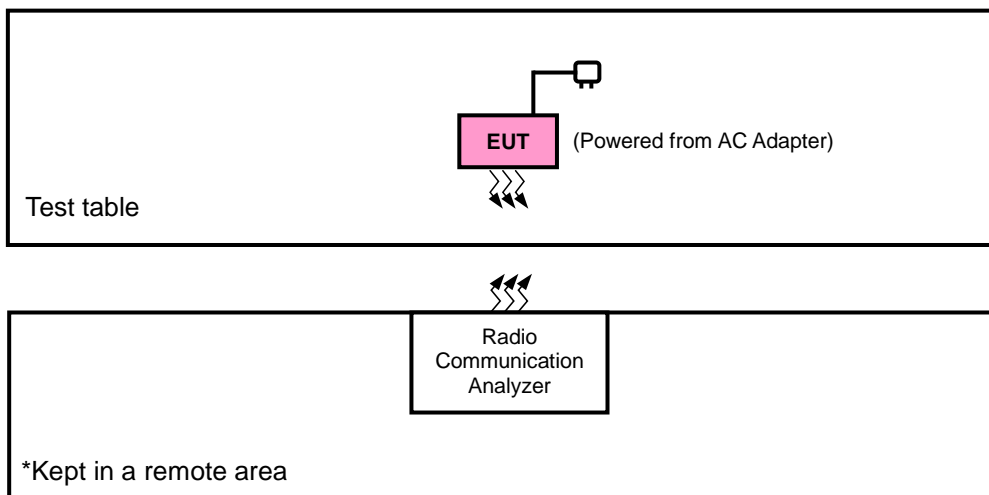 EUT
(Powered from AC Adapter)
Test table
Radio
Communication
Analyzer
*Kept in a remote area